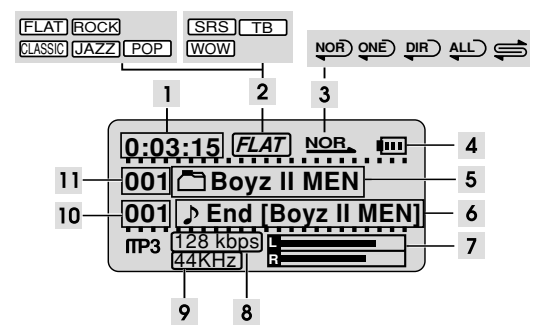 FLAT ROCK
CLASSIC JAZZ POP
SRS TB
WOW
NOR ONE DIR ALL
1 2 3
0:03:15 FLAT NOR
4
11 001 Boyz II MEN 5
10 001 ♪ End [Boyz II MEN] 6
MP3 128 kbps L 7
44KHz R
9 8